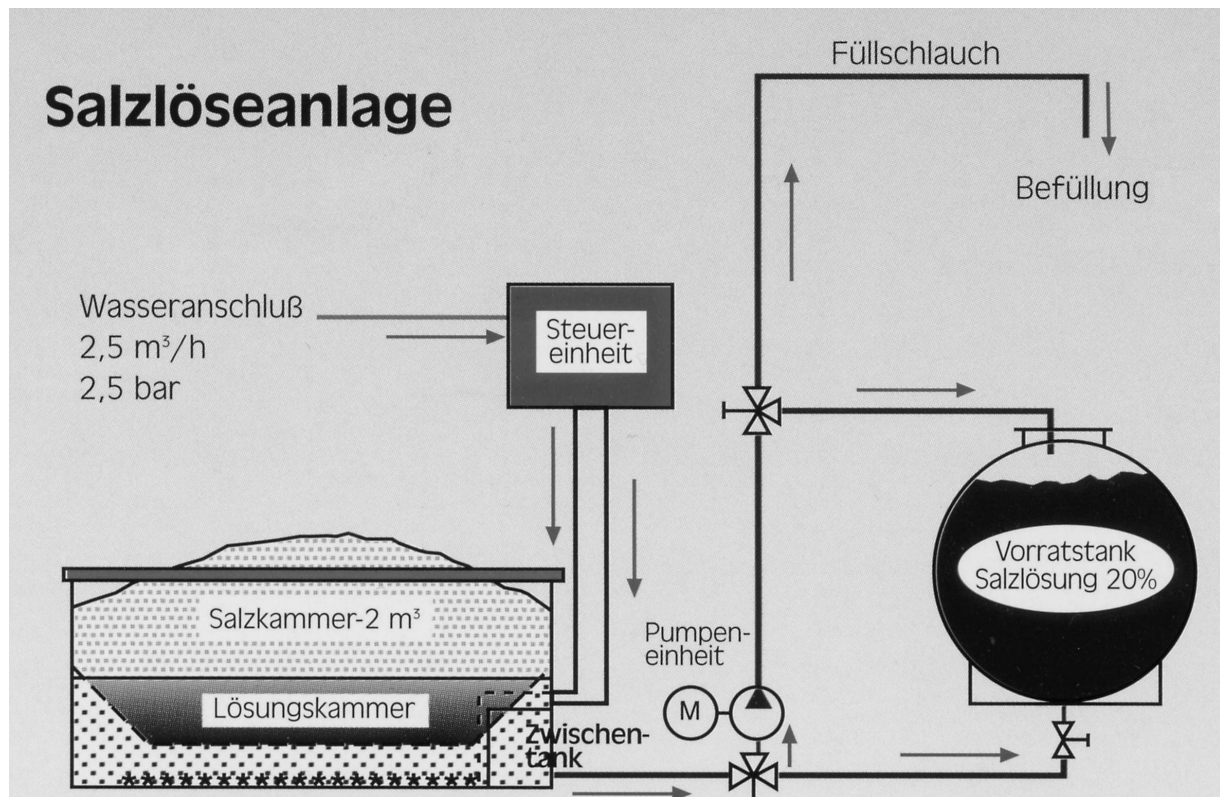 Füllschlauch
Salzlöseanlage
Befüllung
Wasseranschluß
2,5 m³/h
2,5 bar
Steuer-
einheit
Vorratstank
Salzlösung 20%
Salzkammer-2 m³
Pumpen-
einheit
Lösungskammer
M
Zwischen-
tank